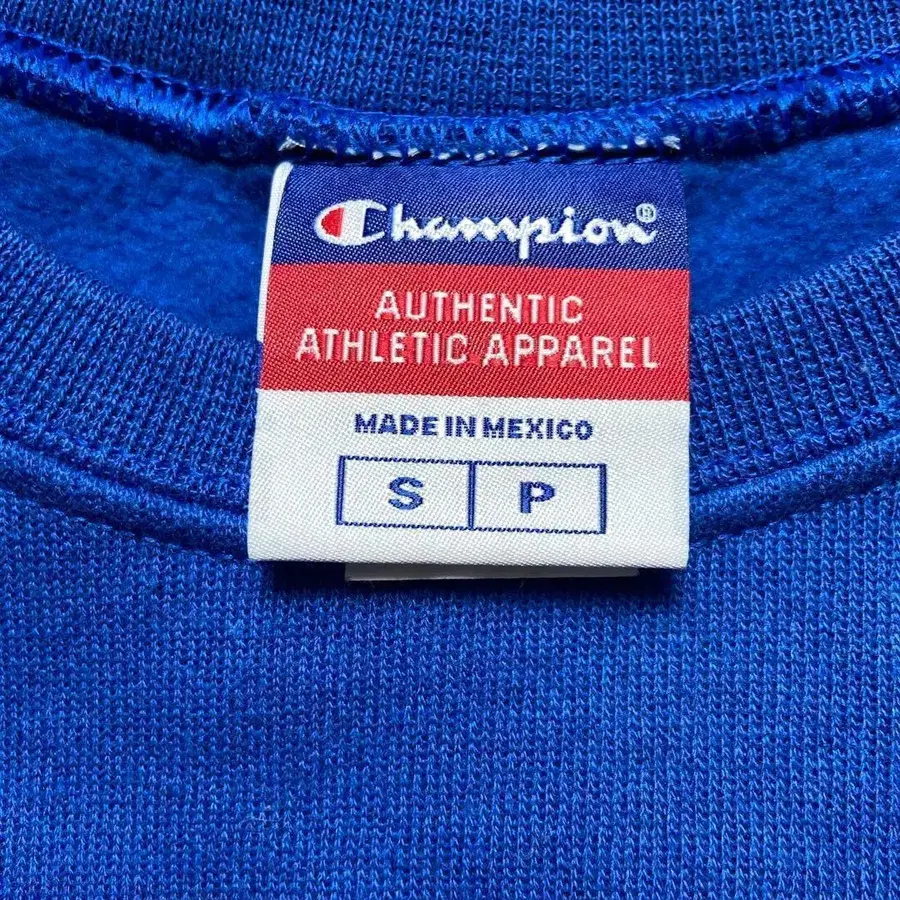 Champion®
AUTHENTIC
ATHLETIC APPAREL
MADE IN MEXICO
S P